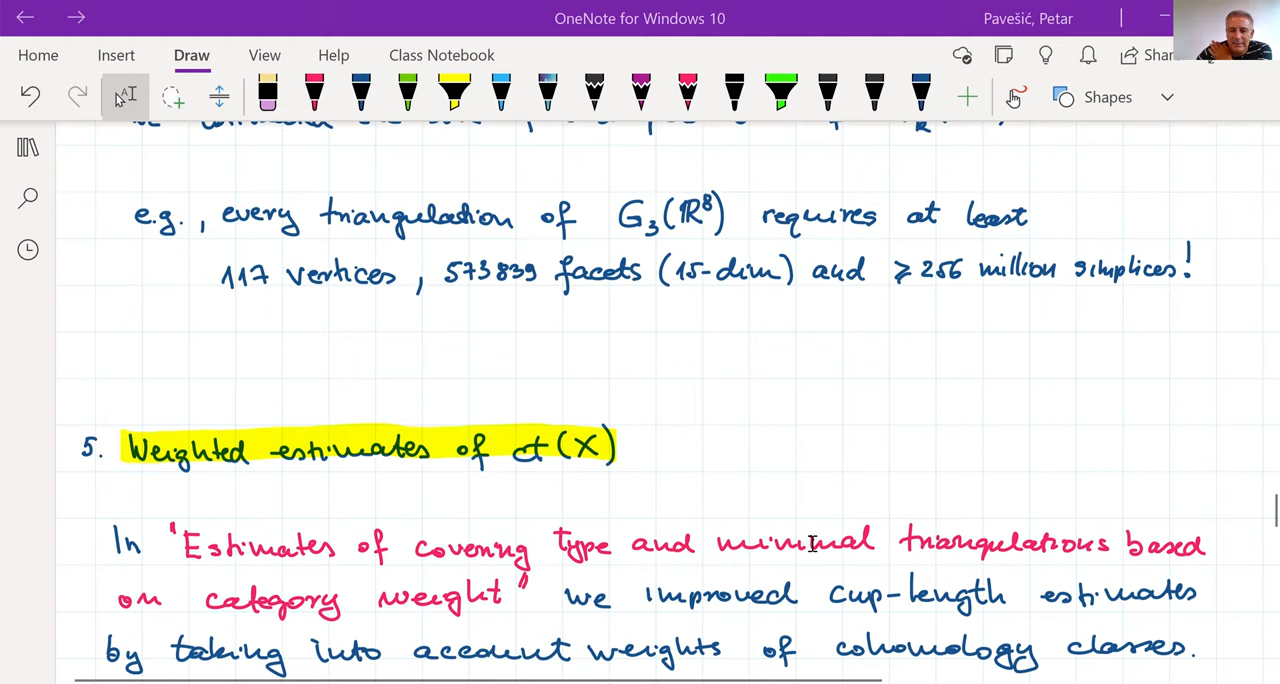 OneNote for Windows 10
Pavešić, Petar
Home Insert Draw View Help Class Notebook
Shapes
e.g., every triangulation of G₃(ℝ⁸) requires at least
117 vertices, 573839 facets (15-dim) and ≥ 256 million simplices!
5. Weighted estimates of ct(X)
In "Estimates of covering type and minimal triangulations based
on category weight" we improved cup-length estimates
by taking into account weights of cohomology classes.